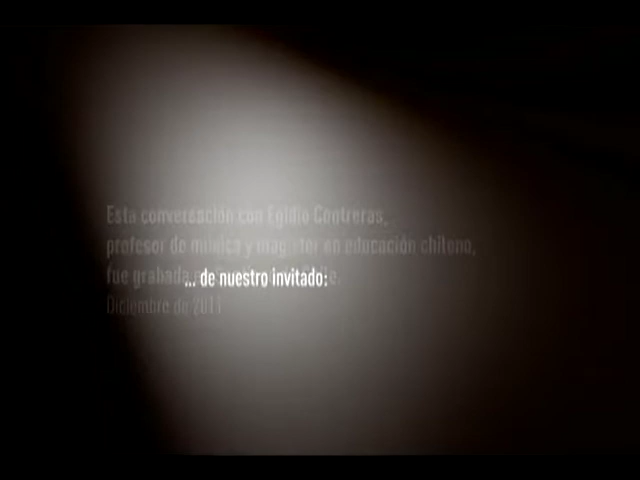 Esta conversación con Egidio Contreras,
profesor de música y magister en educación chileno,
fue grabada
... de nuestro invitado:
Diciembre de 2011